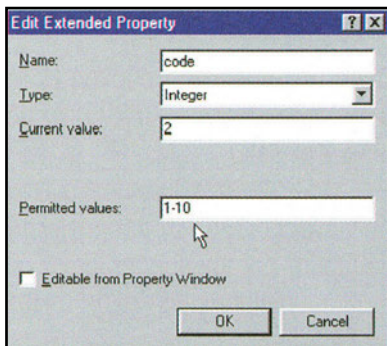 Edit Extended Property
Name: code
Type: Integer
Current value: 2
Permitted values: 1-10
Editable from Property Window
OK Cancel